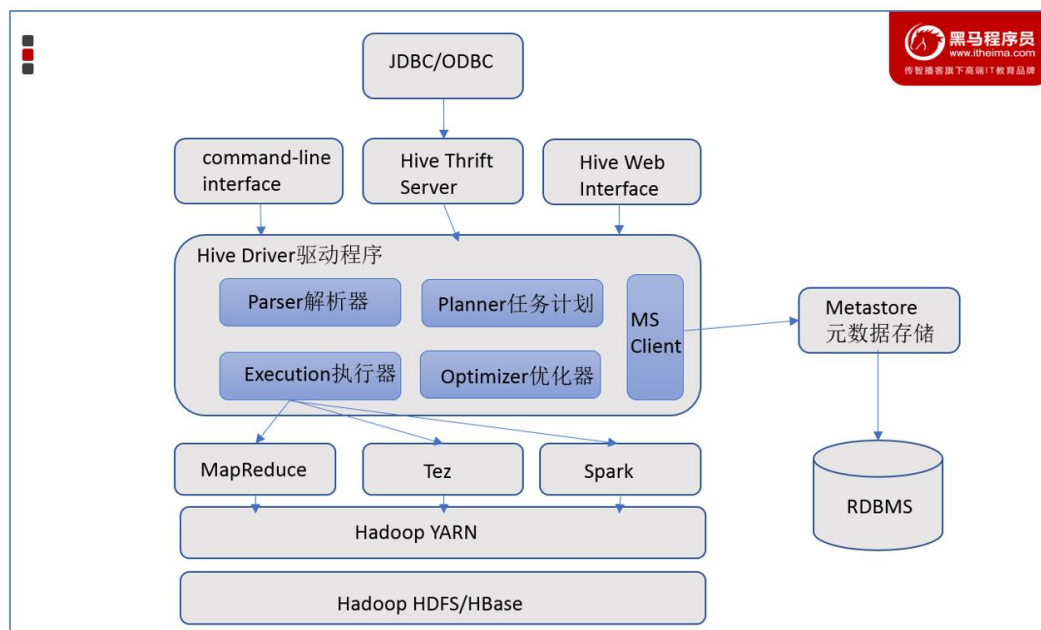 黑马程序员
www.itheima.com
传智播客旗下高端IT教育品牌
JDBC/ODBC
command-line
interface
Hive Thrift
Server
Hive Web
Interface
Hive Driver驱动程序
Parser解析器
Planner任务计划
MS
Client
Execution执行器
Optimizer优化器
Metastore
元数据存储
MapReduce
Tez
Spark
RDBMS
Hadoop YARN
Hadoop HDFS/HBase